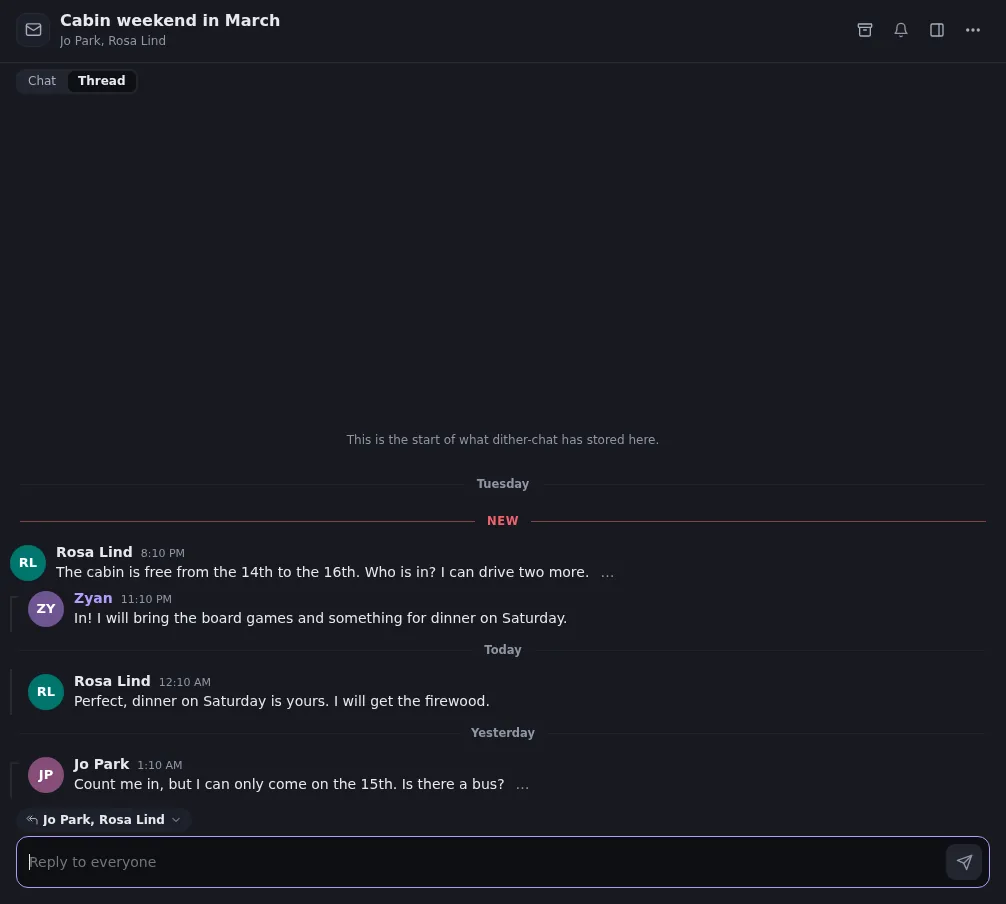 Cabin weekend in March
Jo Park, Rosa Lind
Chat Thread
This is the start of what dither-chat has stored here.
Tuesday
NEW
RL Rosa Lind 8:10 PM
The cabin is free from the 14th to the 16th. Who is in? I can drive two more. ...
ZY Zyan 11:10 PM
In! I will bring the board games and something for dinner on Saturday.
Today
RL Rosa Lind 12:10 AM
Perfect, dinner on Saturday is yours. I will get the firewood.
Yesterday
JP Jo Park 1:10 AM
Count me in, but I can only come on the 15th. Is there a bus? ...
Jo Park, Rosa Lind
Reply to everyone